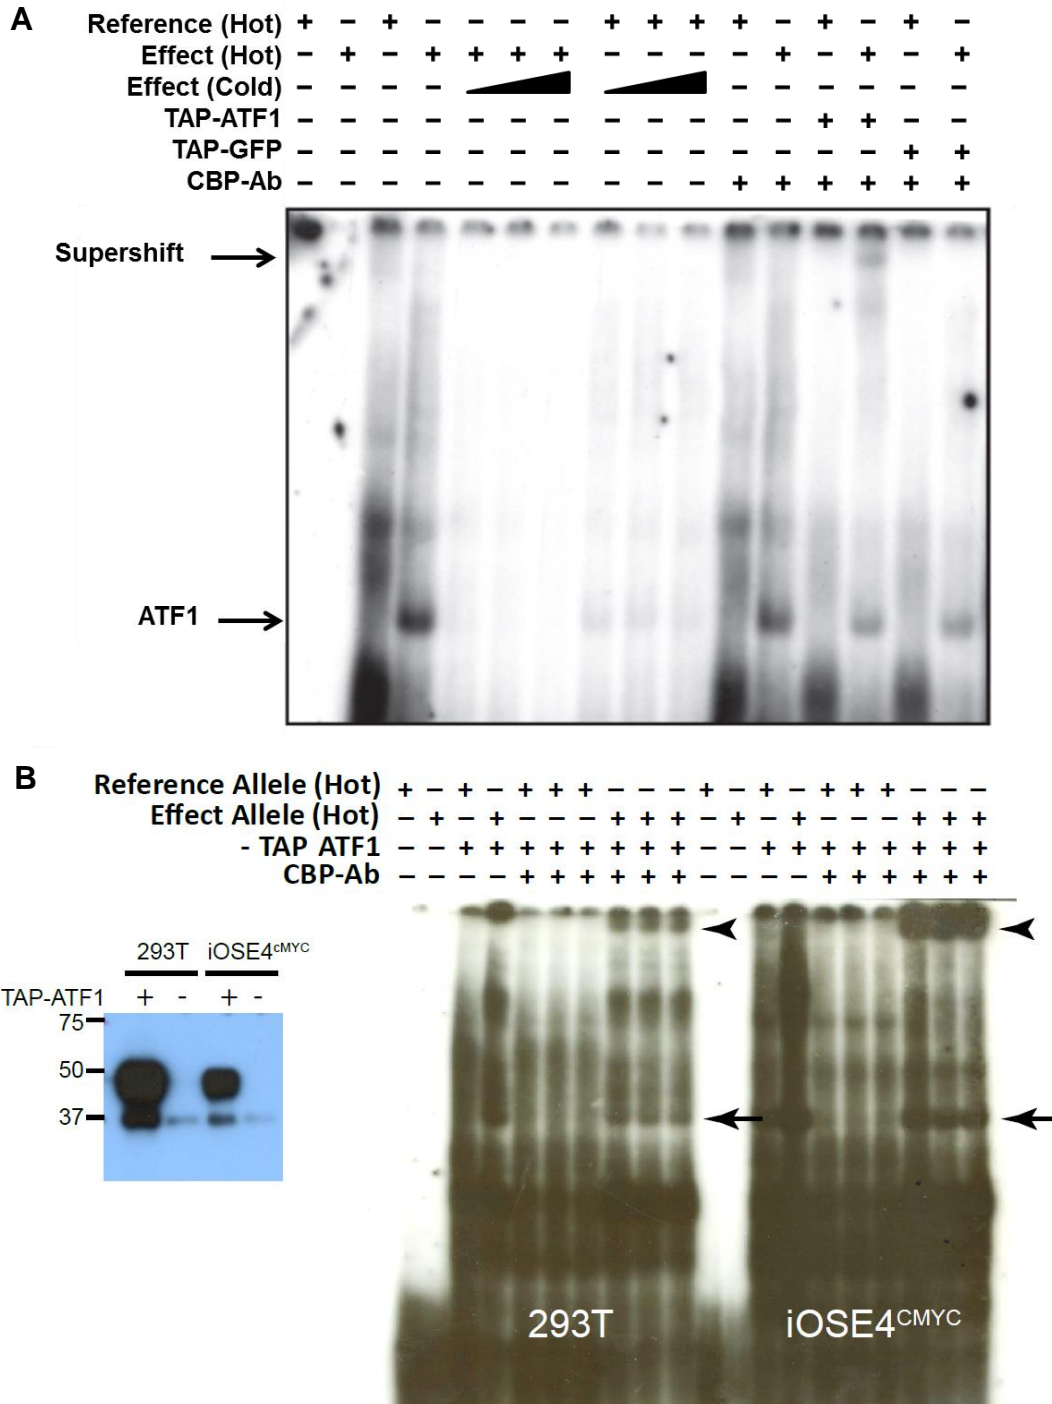 A
Reference (Hot) + − + − − − − + + + + − + − + −
Effect (Hot) − + − + + + + − − − − + − + − +
Effect (Cold) − − − − − − − − − −
TAP-ATF1 − − − − − − − − − − − − + + − −
TAP-GFP − − − − − − − − − − − − − − + +
CBP-Ab − − − − − − − − − − + + + + + +
Supershift
ATF1
B
Reference Allele (Hot) + − + − + + + − − − + − + − + + + − − −
Effect Allele (Hot) − + − + − − − + + + − + − + − − − + + +
- TAP ATF1 − − + + + + + + + + − − + + + + + + + +
CBP-Ab − − − − + + + + + + − − − − + + + + + +
293T iOSE4cMYC
TAP-ATF1 + - + -
75
50
37
293T iOSE4CMYC